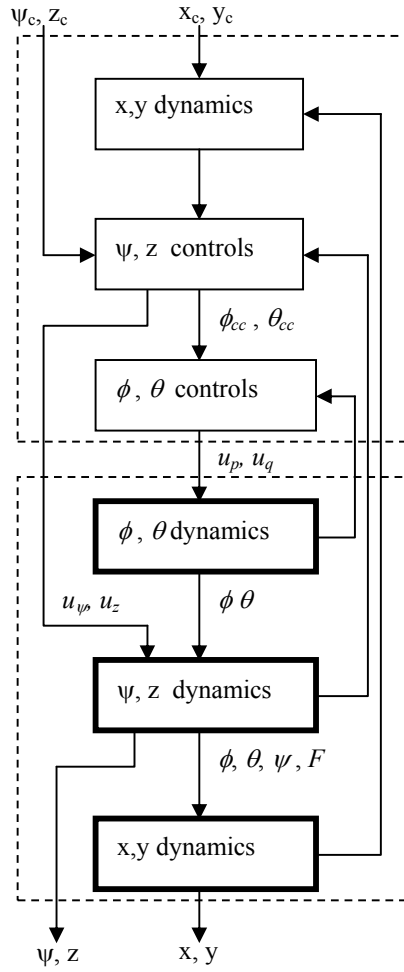 ψc, zc
xc, yc
x,y dynamics
ψ, z controls
ϕcc , θcc
ϕ , θ controls
up, uq
ϕ , θ dynamics
uψ, uz
ϕ θ
ψ, z dynamics
ϕ, θ, ψ , F
x,y dynamics
ψ, z
x, y